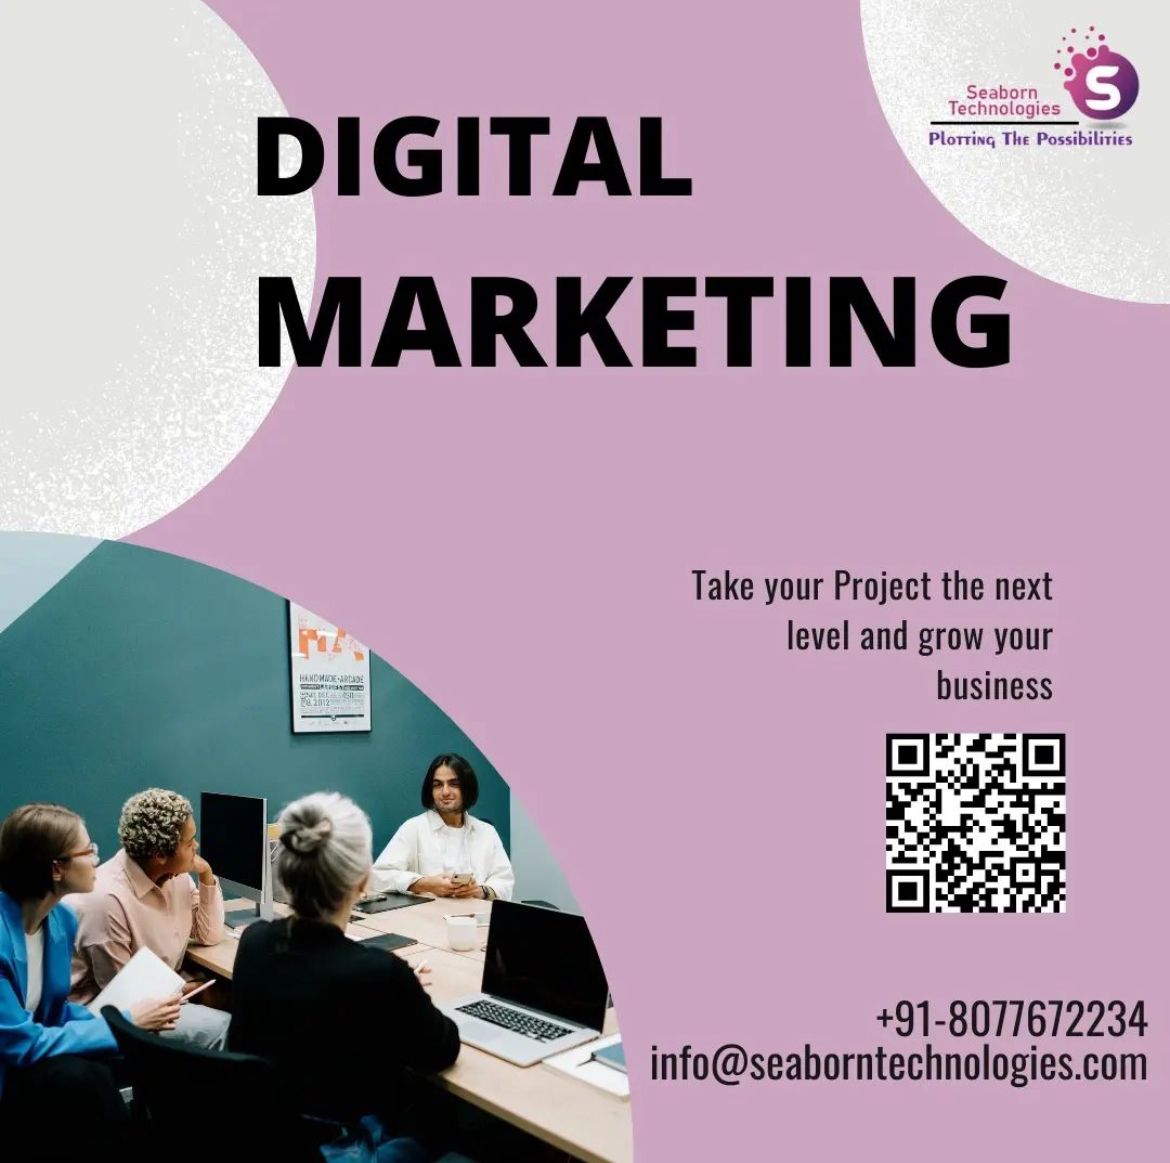 Seaborn
Technologies
S
Plotting The Possibilities
DIGITAL
MARKETING
Take your Project the next
level and grow your
business
HANDMADE-ARCADE
+91-8077672234
info@seaborntechnologies.com